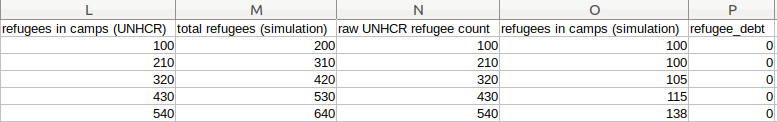 L M N O P
refugees in camps (UNHCR) total refugees (simulation) raw UNHCR refugee count refugees in camps (simulation) refugee_debt
100 200 100 100 0
210 310 210 100 0
320 420 320 105 0
430 530 430 115 0
540 640 540 138 0